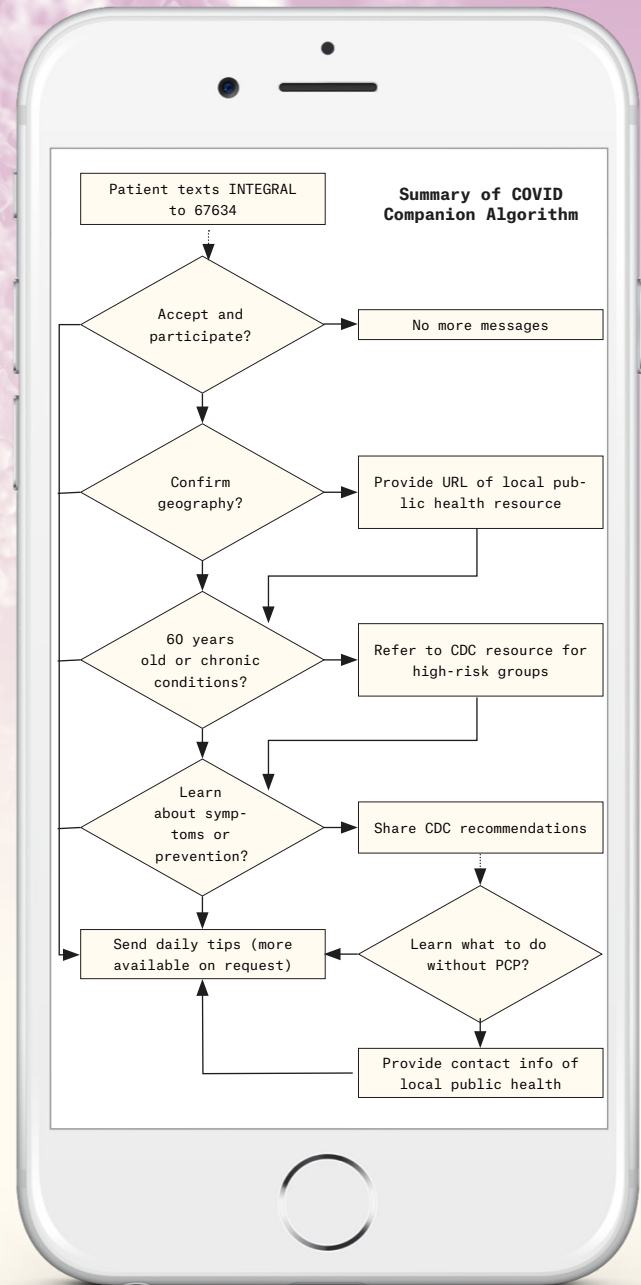 Summary of COVID
Companion Algorithm
Patient texts INTEGRAL
to 67634
Accept and
participate?
No more messages
Confirm
geography?
Provide URL of local pub-
lic health resource
60 years
old or chronic
conditions?
Refer to CDC resource for
high-risk groups
Learn
about symp-
toms or
prevention?
Share CDC recommendations
Send daily tips (more
available on request)
Learn what to do
without PCP?
Provide contact info of
local public health